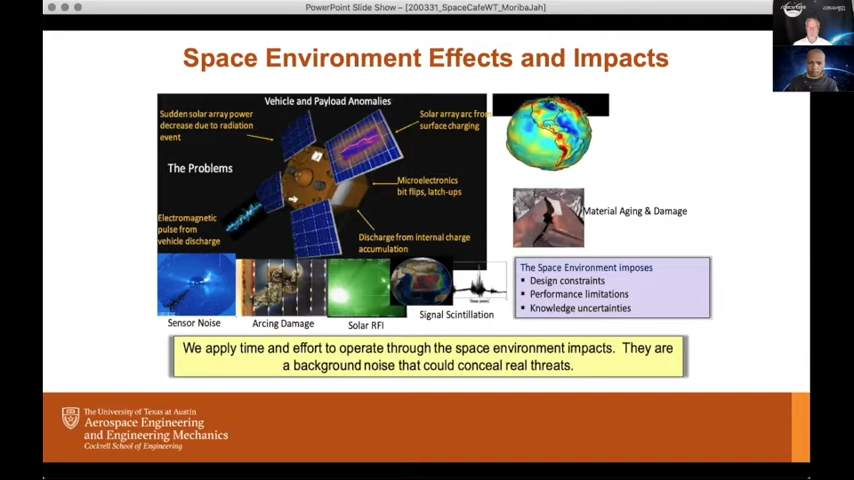 PowerPoint Slide Show - [200331_SpaceCafeWT_MoribaJah]
Space Environment Effects and Impacts
Vehicle and Payload Anomalies
Sudden solar array power
decrease due to radiation
event
Solar array arc from
surface charging
The Problems
Microelectronics
bit flips, latch-ups
Electromagnetic
pulse from
vehicle discharge
Discharge from internal charge
accumulation
Material Aging & Damage
The Space Environment imposes
▪ Design constraints
▪ Performance limitations
▪ Knowledge uncertainties
Sensor Noise
Arcing Damage
Solar RFI
Signal Scintillation
We apply time and effort to operate through the space environment impacts. They are
a background noise that could conceal real threats.
The University of Texas at Austin
Aerospace Engineering
and Engineering Mechanics
Cockrell School of Engineering